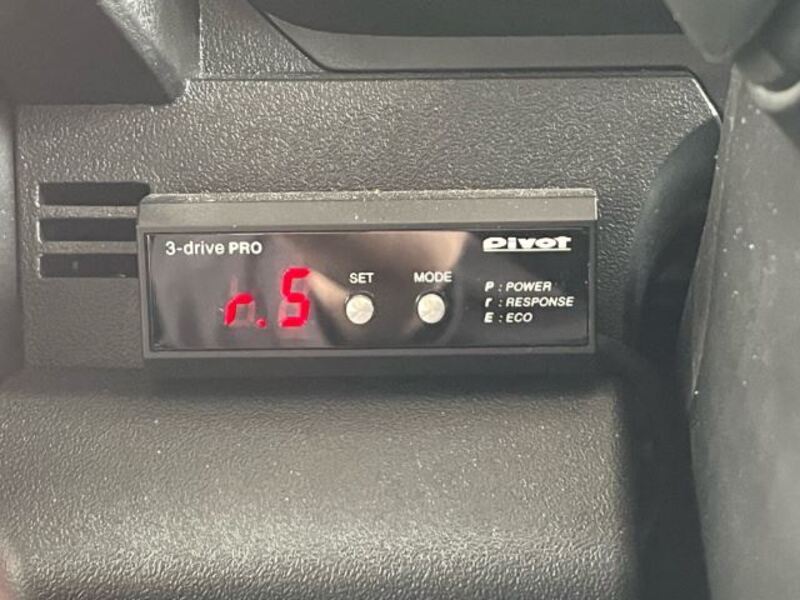 3-drive PRO
PIVOT
r.5
SET
MODE
P : POWER
r : RESPONSE
E : ECO